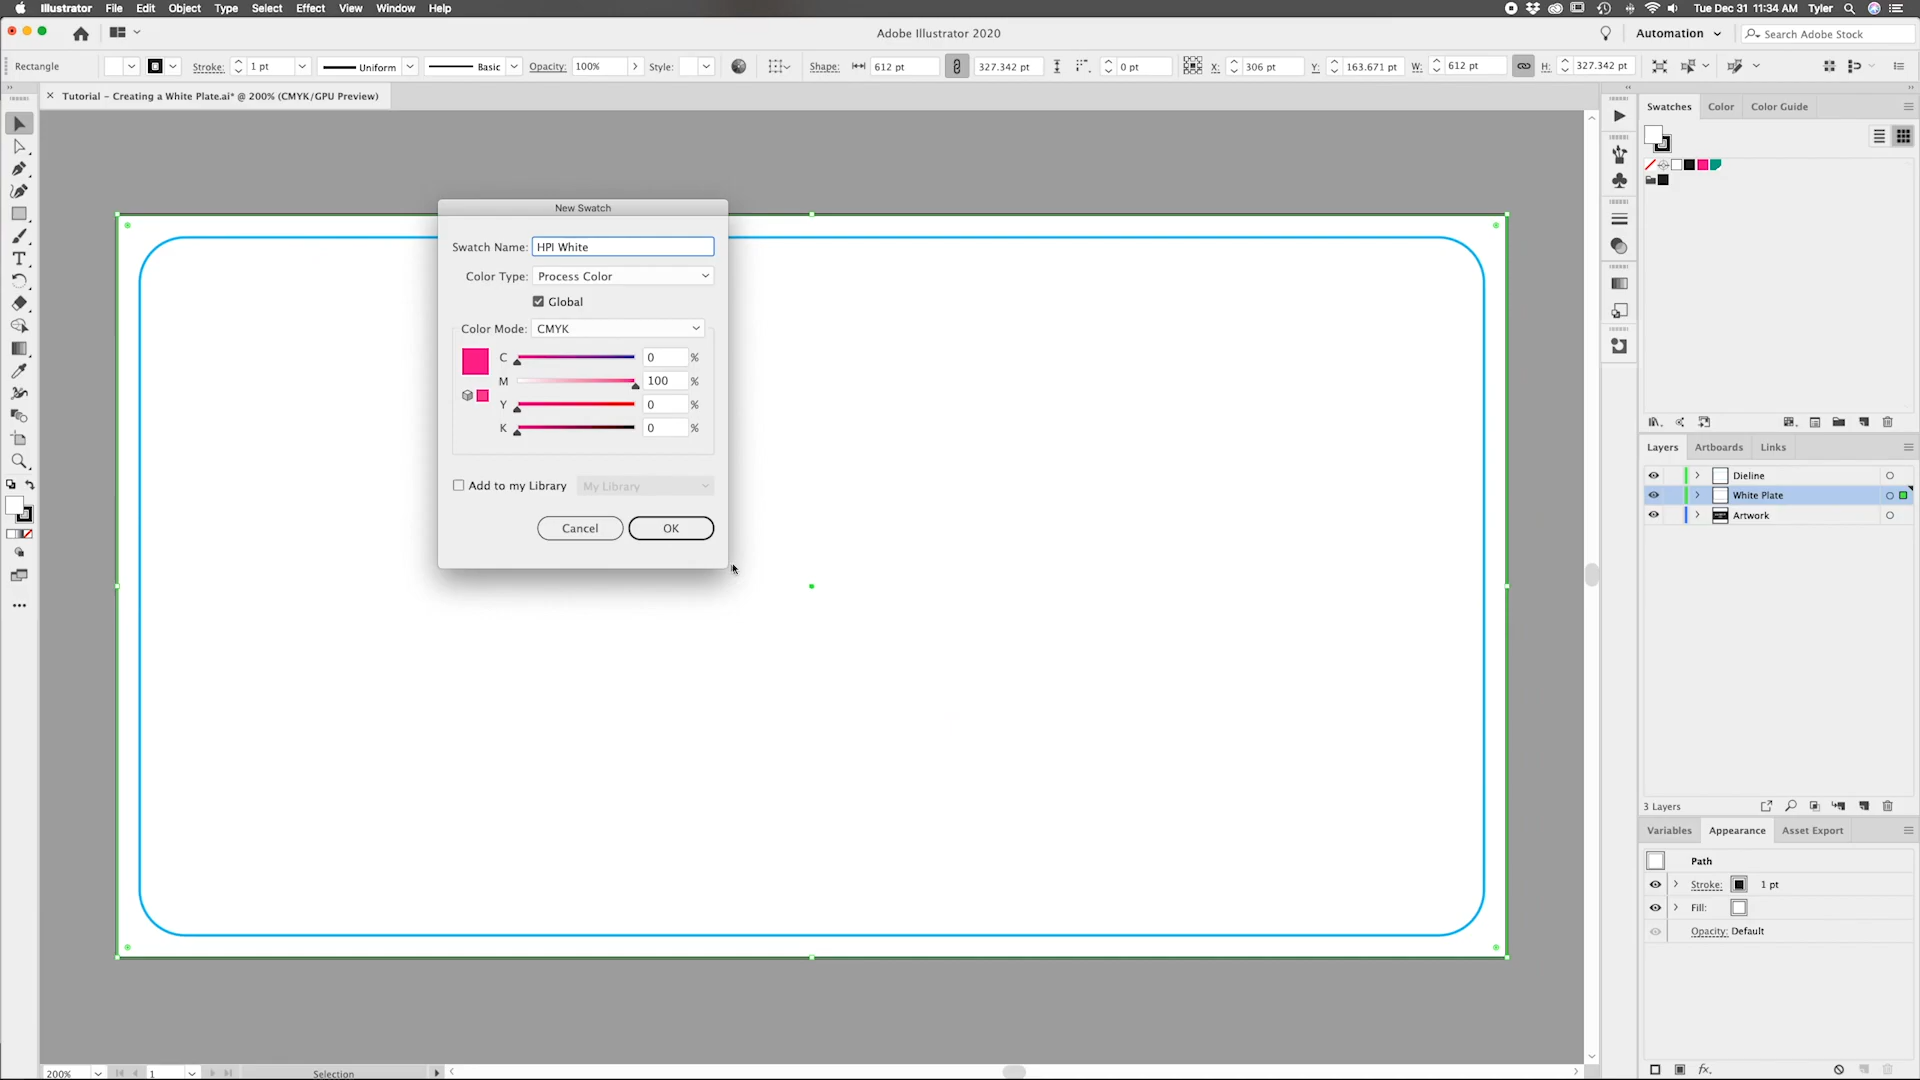 Illustrator File Edit Object Type Select Effect View Window Help Tue Dec 31 11:34 AM Tyler
Adobe Illustrator 2020 Automation Search Adobe Stock
Rectangle Stroke: 1 pt Uniform Basic Opacity: 100% Style: Shape: 612 pt 327.342 pt 0 pt X: 306 pt Y: 163.671 pt W: 612 pt H: 327.342 pt
Tutorial - Creating a White Plate.ai* @ 200% (CMYK/GPU Preview)
Swatches Color Color Guide
New Swatch
Swatch Name: HPI White
Color Type: Process Color
Global
Color Mode: CMYK
C 0 %
M 100 %
Y 0 %
K 0 %
Add to my Library My Library
Cancel OK
Layers Artboards Links
Dieline
White Plate
Artwork
3 Layers
Variables Appearance Asset Export
Path
Stroke: 1 pt
Fill:
Opacity: Default
fx
200% 1 Selection